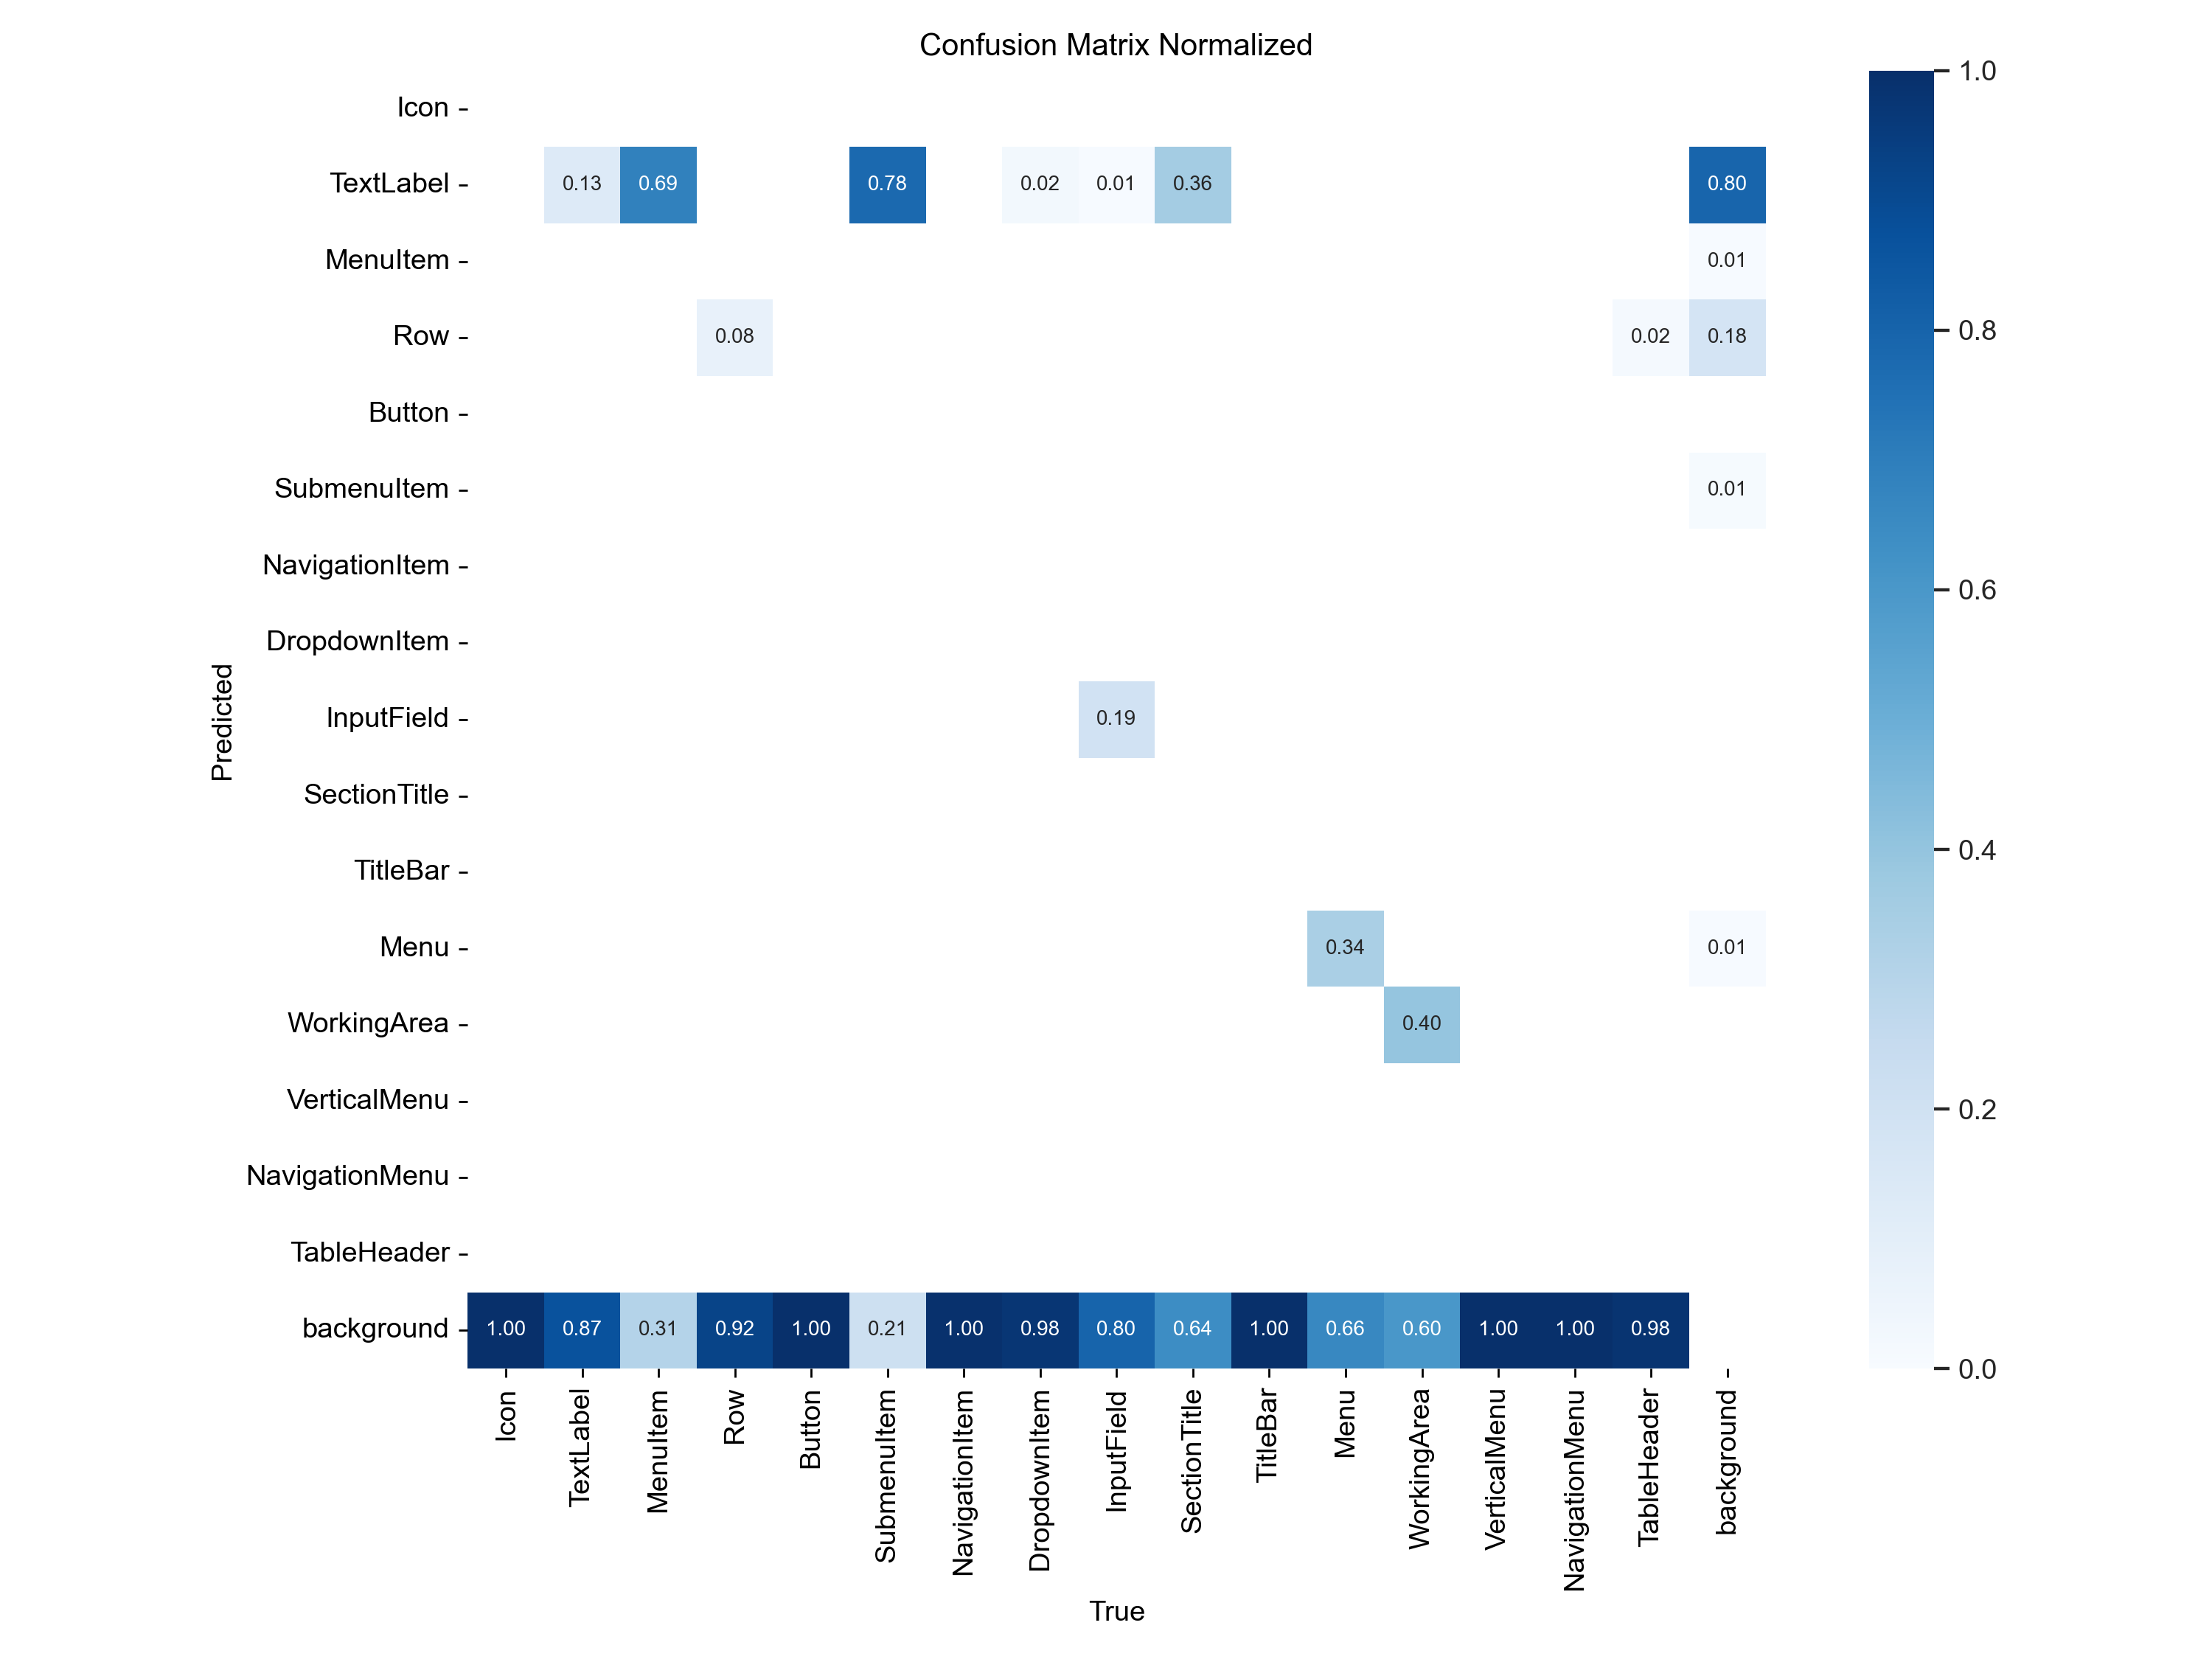 Confusion Matrix Normalized
Icon
TextLabel 0.13 0.69 0.78 0.02 0.01 0.36 0.80
MenuItem 0.01
Row 0.08 0.02 0.18
Button
SubmenuItem 0.01
NavigationItem
DropdownItem
InputField 0.19
SectionTitle
TitleBar
Menu 0.34 0.01
WorkingArea 0.40
VerticalMenu
NavigationMenu
TableHeader
background 1.00 0.87 0.31 0.92 1.00 0.21 1.00 0.98 0.80 0.64 1.00 0.66 0.60 1.00 1.00 0.98
Predicted
Icon TextLabel MenuItem Row Button SubmenuItem NavigationItem DropdownItem InputField SectionTitle TitleBar Menu WorkingArea VerticalMenu NavigationMenu TableHeader background
True
1.0
0.8
0.6
0.4
0.2
0.0